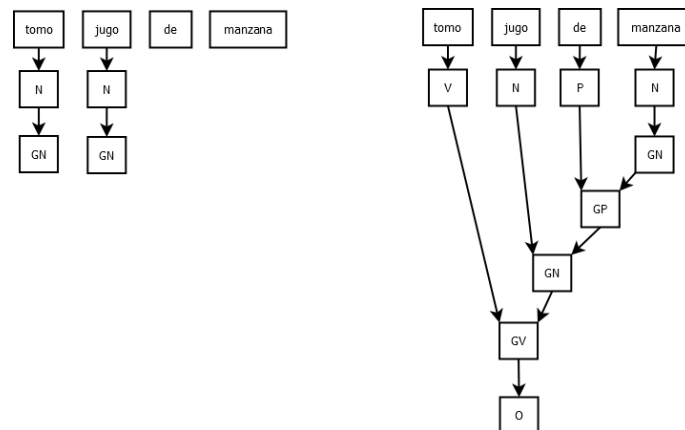 tomo jugo de manzana
N N
GN GN
tomo jugo de manzana
V N P N
GN
GP
GN
GV
O